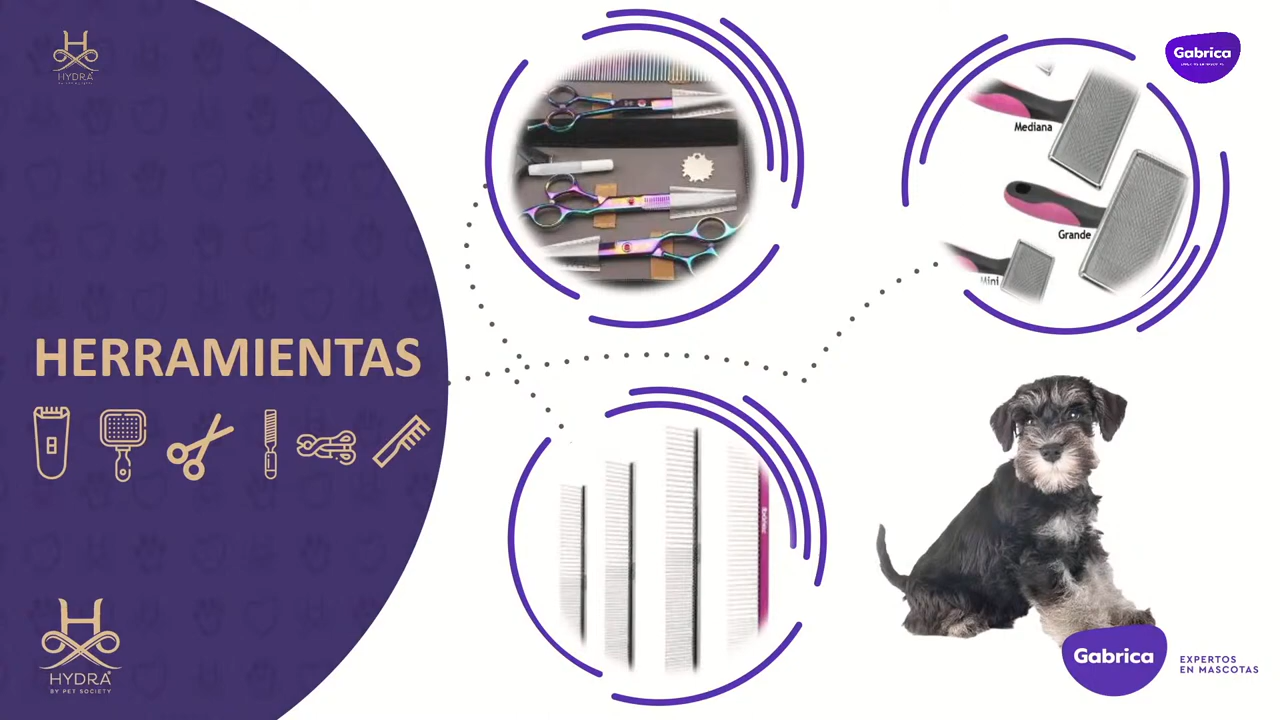 HYDRA
HERRAMIENTAS
HYDRA
BY PET SOCIETY
Mediana
Grande
Mini
Gabrica
Gabrica
EXPERTOS
EN MASCOTAS